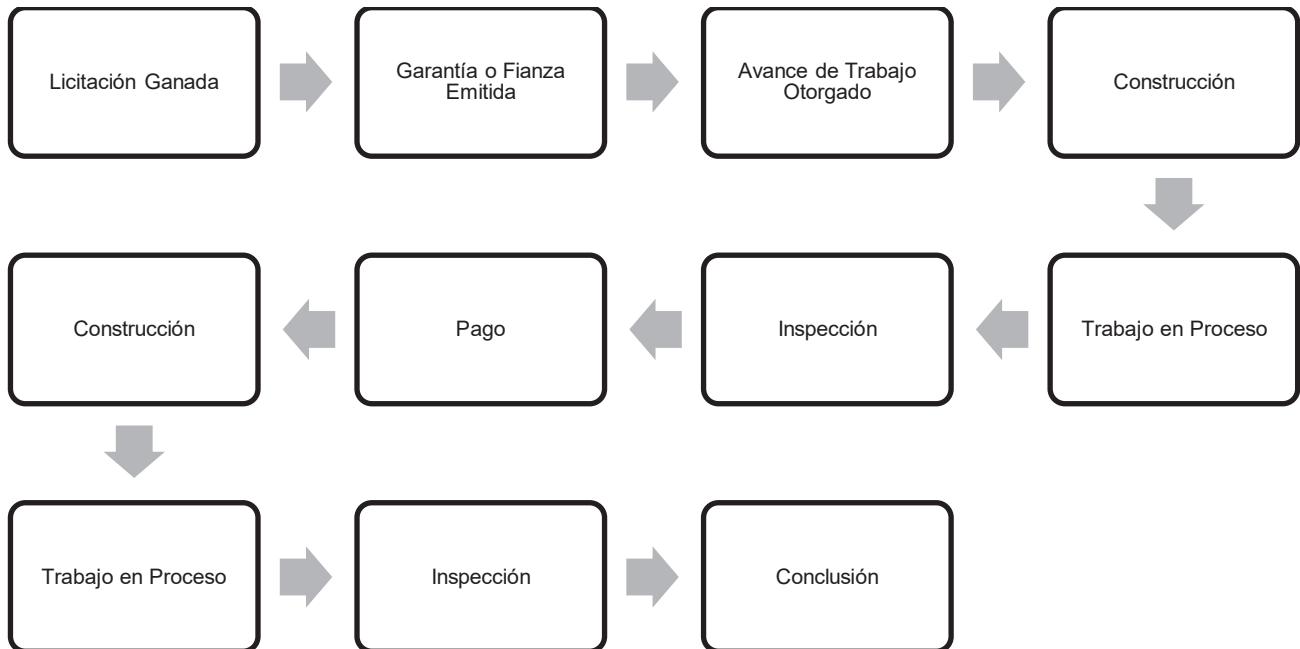 Licitación Ganada
Garantía o Fianza
Emitida
Avance de Trabajo
Otorgado
Construcción
Trabajo en Proceso
Inspección
Pago
Construcción
Trabajo en Proceso
Inspección
Conclusión